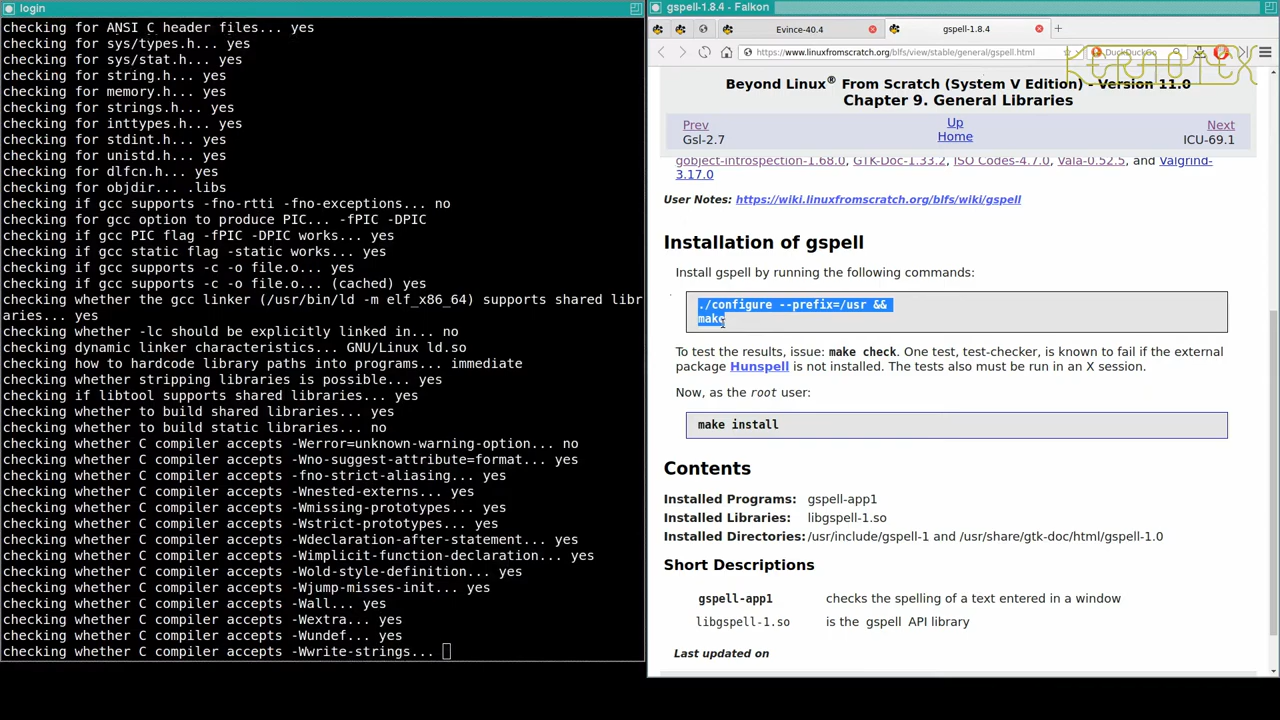 login
checking for ANSI C header files... yes
checking for sys/types.h... yes
checking for sys/stat.h... yes
checking for string.h... yes
checking for memory.h... yes
checking for strings.h... yes
checking for inttypes.h... yes
checking for stdint.h... yes
checking for unistd.h... yes
checking for dlfcn.h... yes
checking for objdir... .libs
checking if gcc supports -fno-rtti -fno-exceptions... no
checking for gcc option to produce PIC... -fPIC -DPIC
checking if gcc PIC flag -fPIC -DPIC works... yes
checking if gcc static flag -static works... yes
checking if gcc supports -c -o file.o... yes
checking if gcc supports -c -o file.o... (cached) yes
checking whether the gcc linker (/usr/bin/ld -m elf_x86_64) supports shared libr
aries... yes
checking whether -lc should be explicitly linked in... no
checking dynamic linker characteristics... GNU/Linux ld.so
checking how to hardcode library paths into programs... immediate
checking whether stripping libraries is possible... yes
checking if libtool supports shared libraries... yes
checking whether to build shared libraries... yes
checking whether to build static libraries... no
checking whether C compiler accepts -Werror=unknown-warning-option... no
checking whether C compiler accepts -Wno-suggest-attribute=format... yes
checking whether C compiler accepts -fno-strict-aliasing... yes
checking whether C compiler accepts -Wnested-externs... yes
checking whether C compiler accepts -Wmissing-prototypes... yes
checking whether C compiler accepts -Wstrict-prototypes... yes
checking whether C compiler accepts -Wdeclaration-after-statement... yes
checking whether C compiler accepts -Wimplicit-function-declaration... yes
checking whether C compiler accepts -Wold-style-definition... yes
checking whether C compiler accepts -Wjump-misses-init... yes
checking whether C compiler accepts -Wall... yes
checking whether C compiler accepts -Wextra... yes
checking whether C compiler accepts -Wundef... yes
checking whether C compiler accepts -Wwrite-strings...
gspell-1.8.4 - Falkon
Evince-40.4
gspell-1.8.4
https://www.linuxfromscratch.org/blfs/view/stable/general/gspell.html
DuckDuckGo
KERNOTEX
Beyond Linux® From Scratch (System V Edition) - Version 11.0
Chapter 9. General Libraries
Prev Up Next
Gsl-2.7 Home ICU-69.1
gobject-introspection-1.68.0, GTK-Doc-1.33.2, ISO Codes-4.7.0, Vala-0.52.5, and Valgrind-
3.17.0
User Notes: https://wiki.linuxfromscratch.org/blfs/wiki/gspell
Installation of gspell
Install gspell by running the following commands:
./configure --prefix=/usr &&
make
To test the results, issue: make check. One test, test-checker, is known to fail if the external
package Hunspell is not installed. The tests also must be run in an X session.
Now, as the root user:
make install
Contents
Installed Programs: gspell-app1
Installed Libraries: libgspell-1.so
Installed Directories: /usr/include/gspell-1 and /usr/share/gtk-doc/html/gspell-1.0
Short Descriptions
gspell-app1 checks the spelling of a text entered in a window
libgspell-1.so is the gspell API library
Last updated on